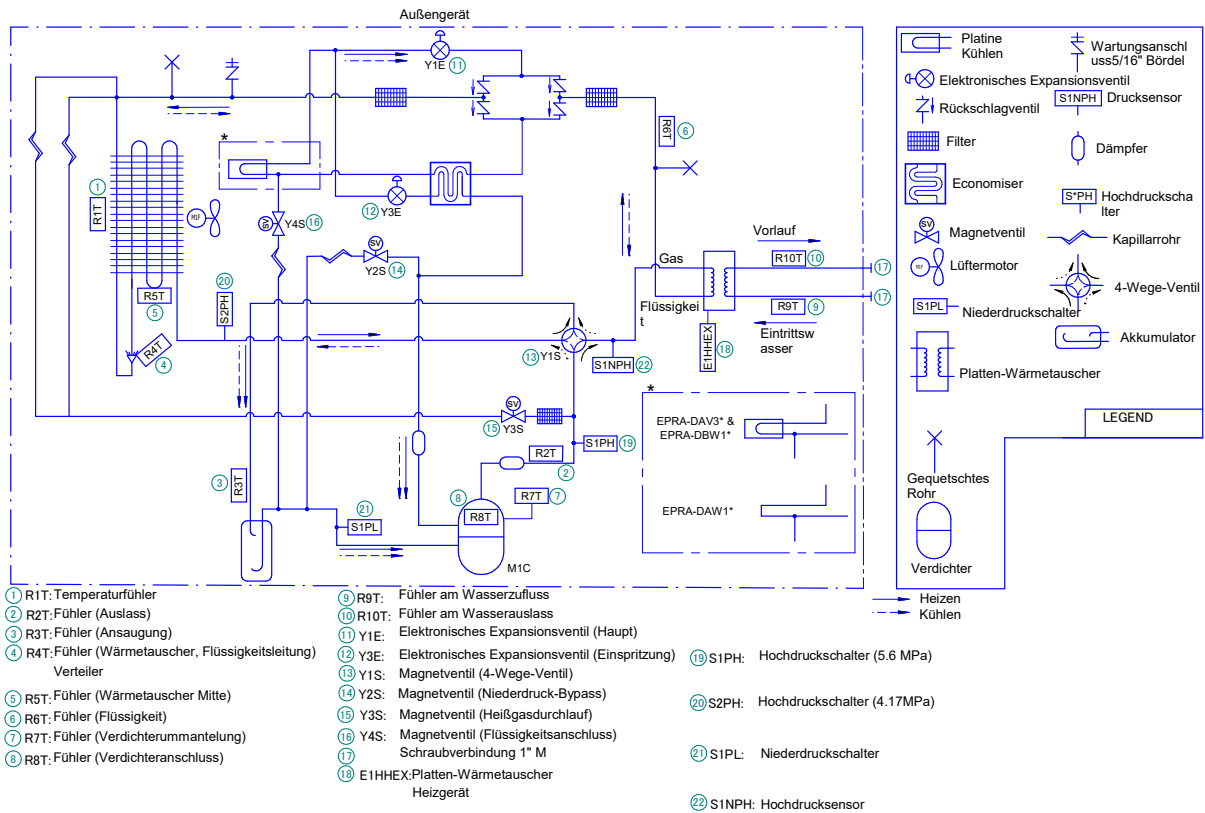 Außengerät
Y1E
11
*
R6T
6
1
R1T
M1F
SV
Y4S
16
12
Y3E
SV
Y2S
14
20
S2PH
R5T
5
R4T
4
Gas
Flüssigkei
t
Vorlauf
R10T
10
17
17
R9T
9
Eintrittsw
asser
E1HHEX
18
13
Y1S
S1NPH
22
SV
15
Y3S
S1PH
19
R2T
2
3
R3T
21
S1PL
8
R8T
R7T
7
M1C
*
EPRA-DAV3* &
EPRA-DBW1*
EPRA-DAW1*
Platine
Kühlen
Wartungsanschl
uss5/16" Bördel
Elektronisches Expansionsventil
S1NPH
Drucksensor
Rückschlagventil
Filter
Dämpfer
Economiser
S*PH
Hochdruckscha
lter
SV
Magnetventil
Kapillarrohr
M1F
Lüftermotor
4-Wege-Ventil
S1PL
Niederdruckschalter
Akkumulator
Platten-Wärmetauscher
LEGEND
Gequetschtes
Rohr
Verdichter
Heizen
Kühlen
1 R1T: Temperaturfühler
2 R2T: Fühler (Auslass)
3 R3T: Fühler (Ansaugung)
4 R4T: Fühler (Wärmetauscher, Flüssigkeitsleitung)
Verteiler
5 R5T: Fühler (Wärmetauscher Mitte)
6 R6T: Fühler (Flüssigkeit)
7 R7T: Fühler (Verdichterummantelung)
8 R8T: Fühler (Verdichteranschluss)
9 R9T: Fühler am Wasserzufluss
10 R10T: Fühler am Wasserauslass
11 Y1E: Elektronisches Expansionsventil (Haupt)
12 Y3E: Elektronisches Expansionsventil (Einspritzung)
13 Y1S: Magnetventil (4-Wege-Ventil)
14 Y2S: Magnetventil (Niederdruck-Bypass)
15 Y3S: Magnetventil (Heißgasdurchlauf)
16 Y4S: Magnetventil (Flüssigkeitsanschluss)
17 Schraubverbindung 1" M
18 E1HHEX:Platten-Wärmetauscher
Heizgerät
19 S1PH: Hochdruckschalter (5.6 MPa)
20 S2PH: Hochdruckschalter (4.17MPa)
21 S1PL: Niederdruckschalter
22 S1NPH: Hochdrucksensor